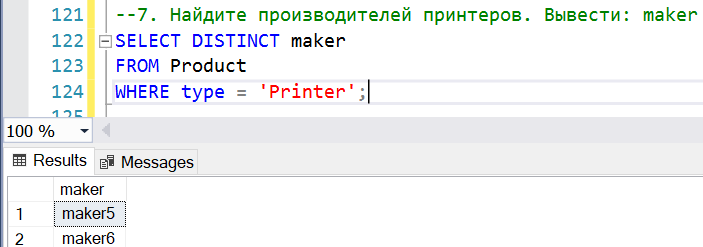 121 --7. Найдите производителей принтеров. Вывести: maker
122 SELECT DISTINCT maker
123 FROM Product
124 WHERE type = 'Printer';
125
100 %
Results Messages
maker
1 maker5
2 maker6